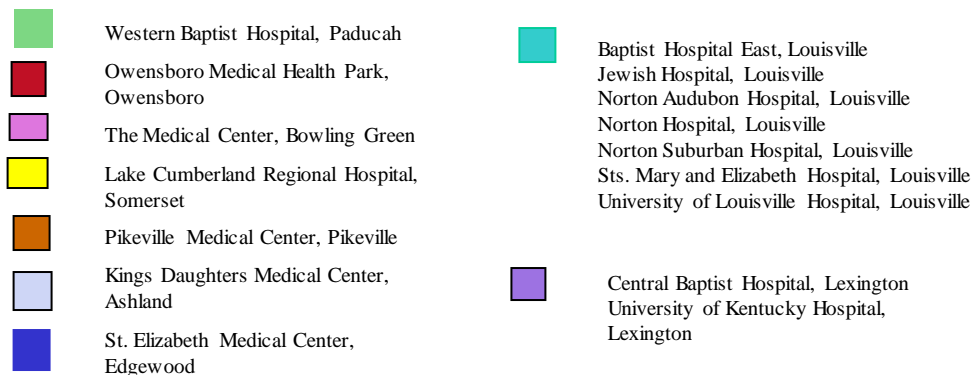 Western Baptist Hospital, Paducah
Owensboro Medical Health Park,
Owensboro
The Medical Center, Bowling Green
Lake Cumberland Regional Hospital,
Somerset
Pikeville Medical Center, Pikeville
Kings Daughters Medical Center,
Ashland
St. Elizabeth Medical Center,
Edgewood
Baptist Hospital East, Louisville
Jewish Hospital, Louisville
Norton Audubon Hospital, Louisville
Norton Hospital, Louisville
Norton Suburban Hospital, Louisville
Sts. Mary and Elizabeth Hospital, Louisville
University of Louisville Hospital, Louisville
Central Baptist Hospital, Lexington
University of Kentucky Hospital,
Lexington